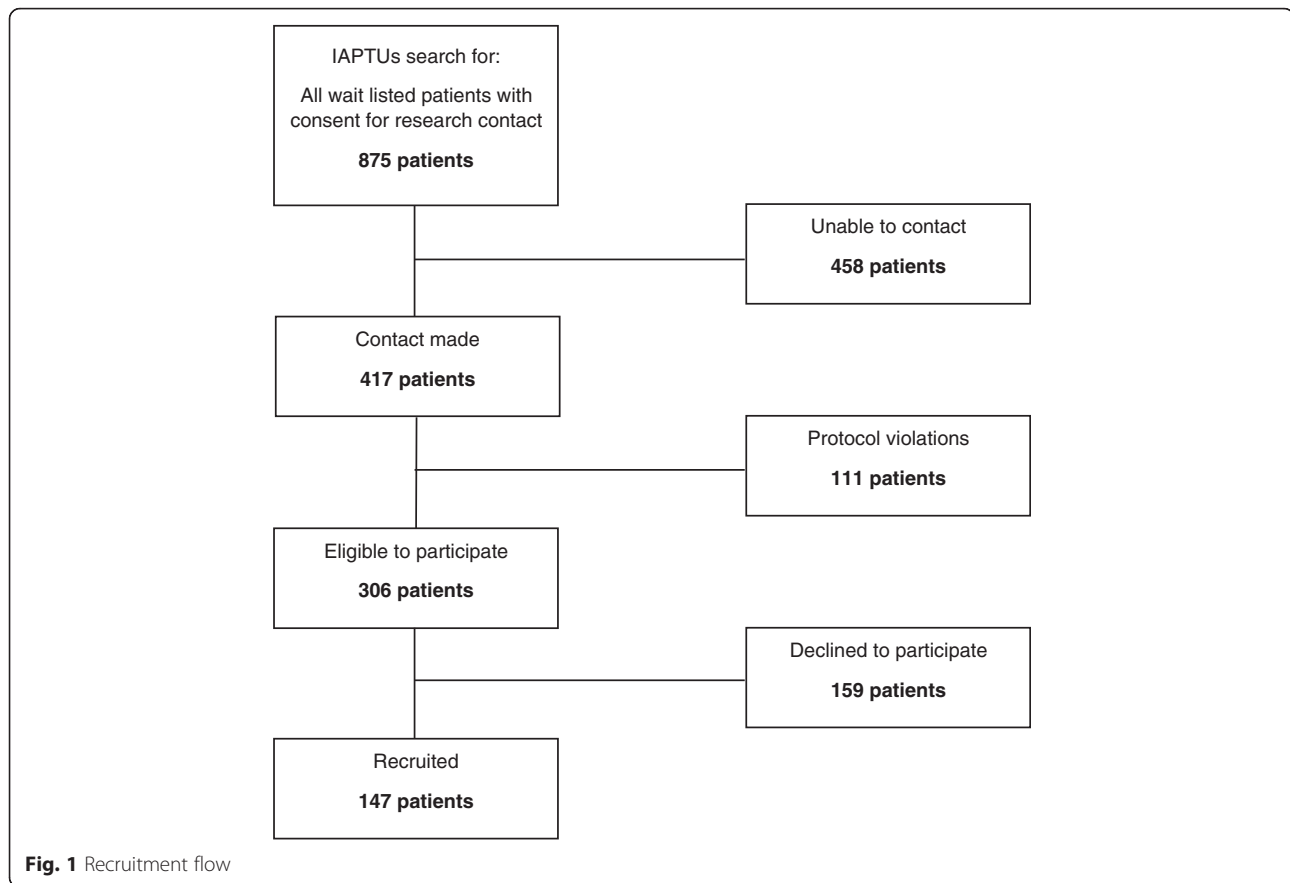 IAPTUs search for:
All wait listed patients with
consent for research contact
875 patients
Unable to contact
458 patients
Contact made
417 patients
Protocol violations
111 patients
Eligible to participate
306 patients
Declined to participate
159 patients
Recruited
147 patients
Fig. 1 Recruitment flow